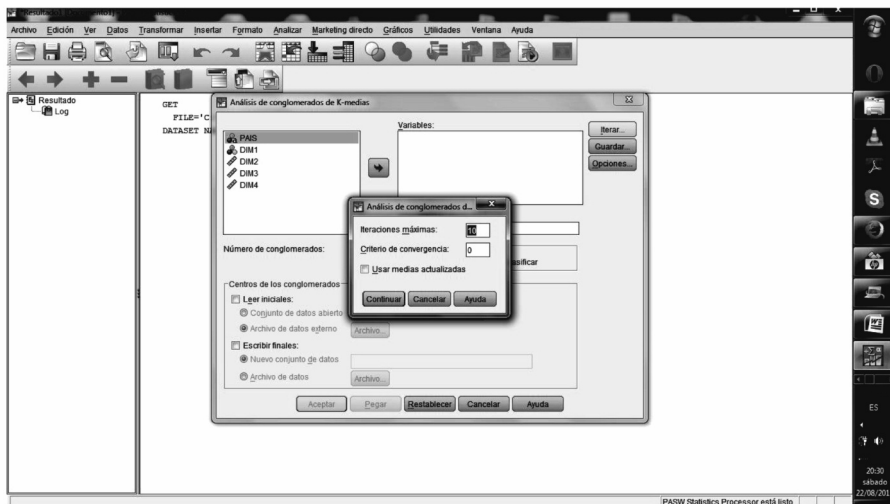 Archivo Edición Ver Datos Transformar Insertar Formato Analizar Marketing directo Gráficos Utilidades Ventana Ayuda
Resultado
Log
GET
FILE='C
DATASET NA
Análisis de conglomerados de K-medias
PAIS
DIM1
DIM2
DIM3
DIM4
Variables:
Iterar...
Guardar...
Opciones...
Número de conglomerados:
asificar
Análisis de conglomerados d...
Iteraciones máximas: 10
Criterio de convergencia: 0
Usar medias actualizadas
Continuar Cancelar Ayuda
Centros de los conglomerados
Leer iniciales:
Conjunto de datos abierto
Archivo de datos externo Archivo...
Escribir finales:
Nuevo conjunto de datos
Archivo de datos Archivo...
Aceptar Pegar Restablecer Cancelar Ayuda
PASW Statistics Processor está listo
ES
20:30
sábado
22/08/201